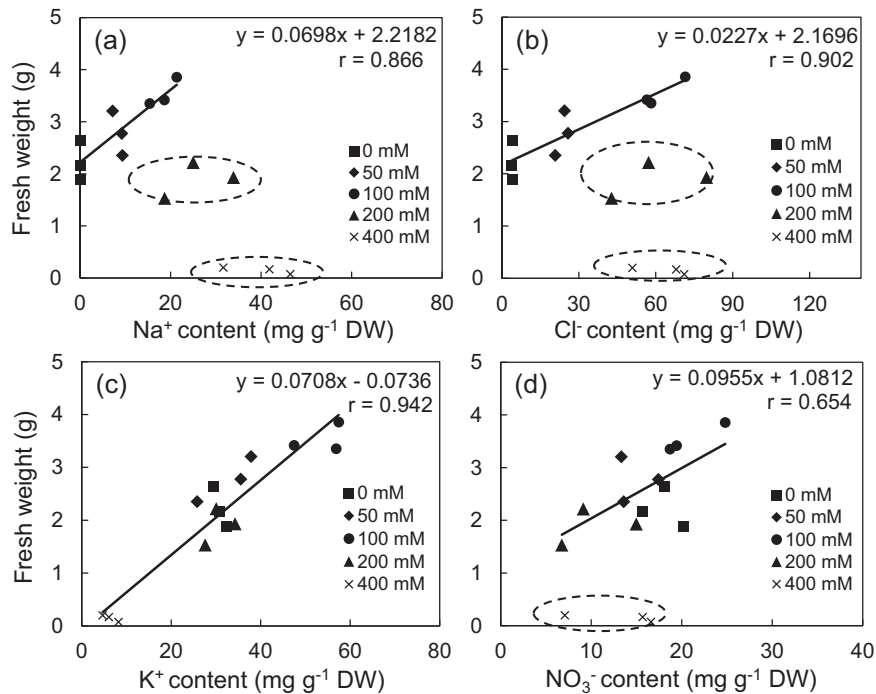 (a)
y = 0.0698x + 2.2182
r = 0.866
Fresh weight (g)
5
4
3
2
1
0
0 mM
50 mM
100 mM
200 mM
400 mM
0 20 40 60 80
Na⁺ content (mg g⁻¹ DW)
(b)
y = 0.0227x + 2.1696
r = 0.902
5
4
3
2
1
0
0 mM
50 mM
100 mM
200 mM
400 mM
0 30 60 90 120
Cl⁻ content (mg g⁻¹ DW)
(c)
y = 0.0708x - 0.0736
r = 0.942
Fresh weight (g)
5
4
3
2
1
0
0 mM
50 mM
100 mM
200 mM
400 mM
0 20 40 60 80
K⁺ content (mg g⁻¹ DW)
(d)
y = 0.0955x + 1.0812
r = 0.654
5
4
3
2
1
0
0 mM
50 mM
100 mM
200 mM
400 mM
0 10 20 30 40
NO₃⁻ content (mg g⁻¹ DW)